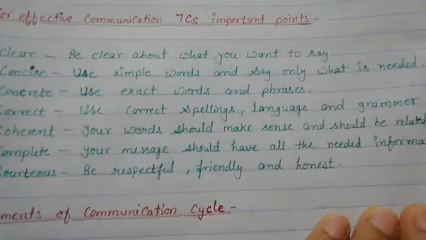 for effective Communication 7Cs important points -
Clear - Be clear about what you want to say.
Concise - Use simple words and say only what is needed.
Concrete - Use exact words and phrases.
Correct - Use correct spellings, language and grammer
Coherent - your words should make sense and should be related
Complete - your message should have all the needed informa
Courteous - Be respectful, friendly and honest.
ments of Communication Cycle -